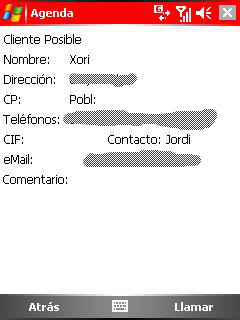 Agenda
Cliente Posible
Nombre: Xori
Dirección:
CP: Pobl:
Teléfonos:
CIF: Contacto: Jordi
eMail:
Comentario:
Atrás Llamar